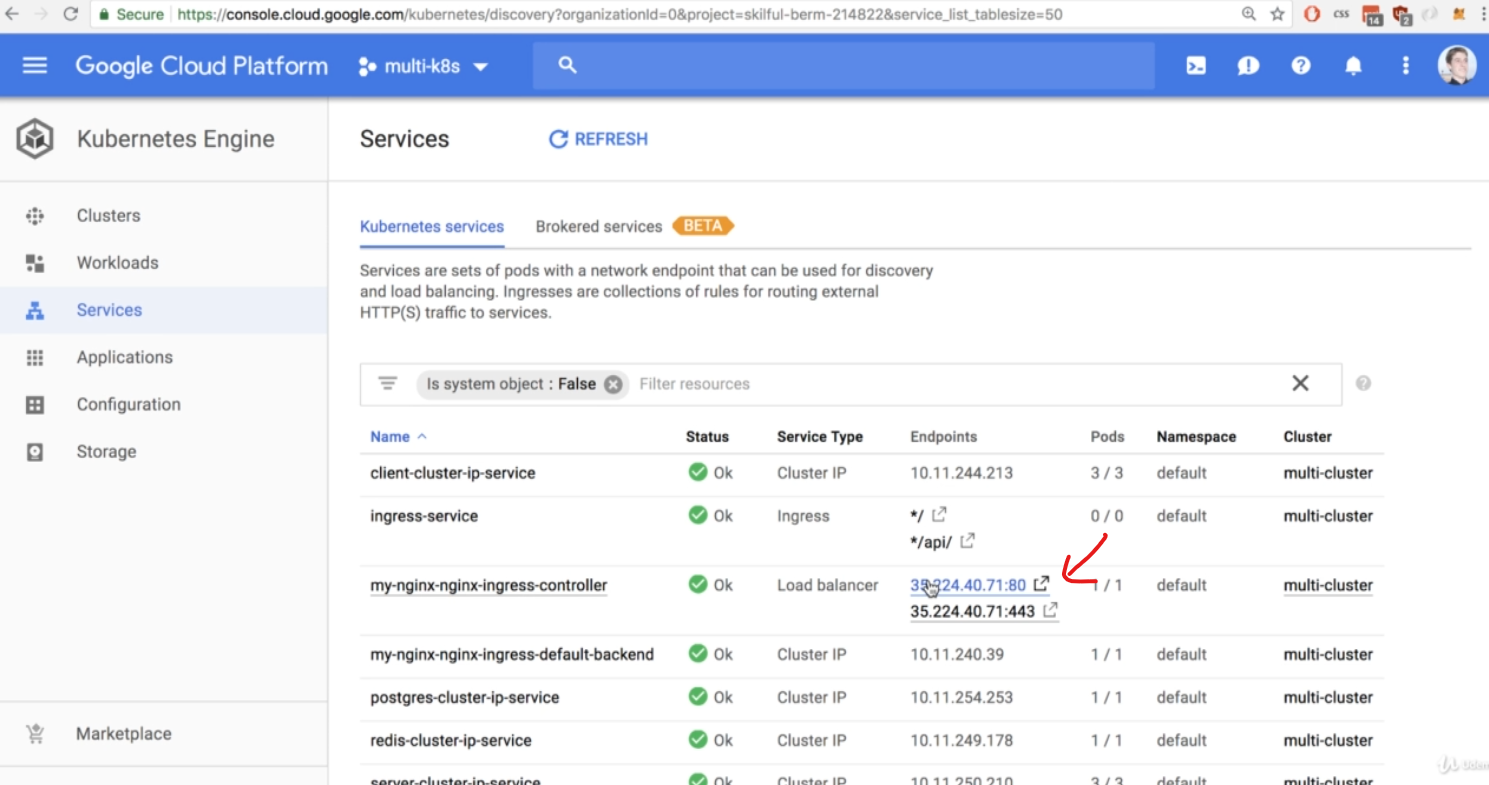 Secure https://console.cloud.google.com/kubernetes/discovery?organizationId=0&project=skilful-berm-214822&service_list_tablesize=50
CSS 14 2
Google Cloud Platform multi-k8s
Kubernetes Engine
Services REFRESH
Clusters
Workloads
Services
Applications
Configuration
Storage
Marketplace
Kubernetes services Brokered services BETA
Services are sets of pods with a network endpoint that can be used for discovery
and load balancing. Ingresses are collections of rules for routing external
HTTP(S) traffic to services.
Is system object : False Filter resources
Name Status Service Type Endpoints Pods Namespace Cluster
client-cluster-ip-service Ok Cluster IP 10.11.244.213 3 / 3 default multi-cluster
ingress-service Ok Ingress */ 0 / 0 default multi-cluster
*/api/
my-nginx-nginx-ingress-controller Ok Load balancer 35.224.40.71:80 1 / 1 default multi-cluster
35.224.40.71:443
my-nginx-nginx-ingress-default-backend Ok Cluster IP 10.11.240.39 1 / 1 default multi-cluster
postgres-cluster-ip-service Ok Cluster IP 10.11.254.253 1 / 1 default multi-cluster
redis-cluster-ip-service Ok Cluster IP 10.11.249.178 1 / 1 default multi-cluster
server-cluster-ip-service Ok Cluster IP 10.11.250.210 3 / 3 default multi-cluster